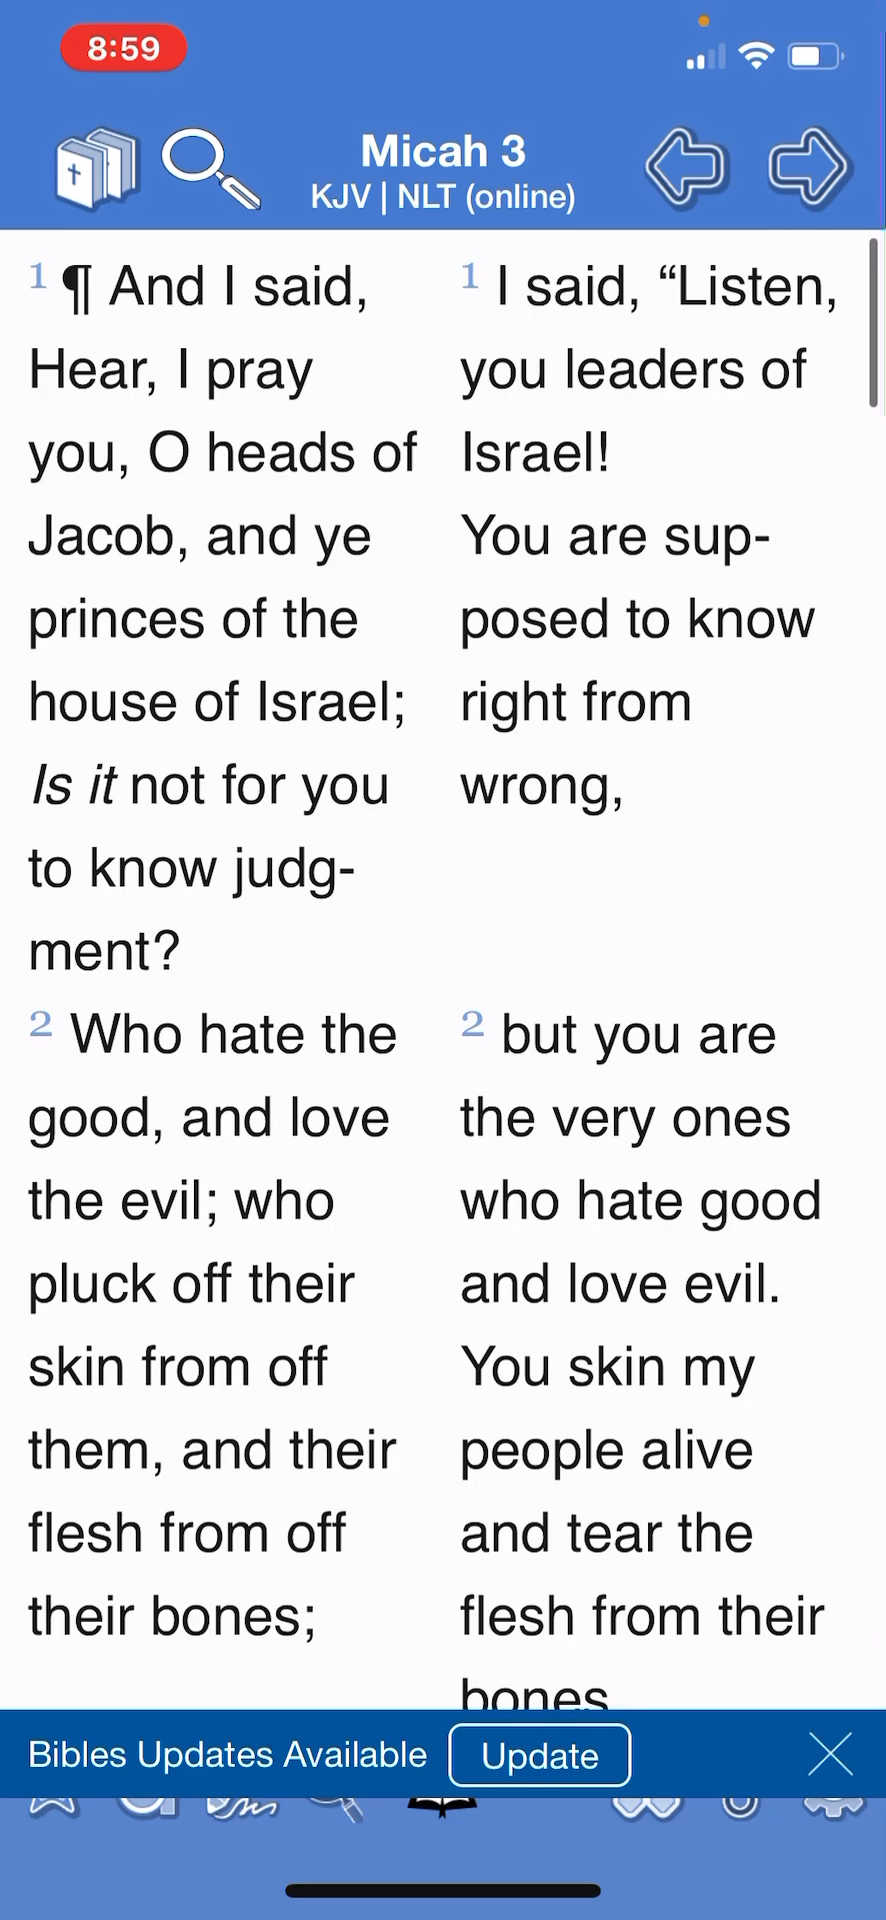 8:59
Micah 3
KJV | NLT (online)
1 ¶ And I said,
Hear, I pray
you, O heads of
Jacob, and ye
princes of the
house of Israel;
Is it not for you
to know judg-
ment?
2 Who hate the
good, and love
the evil; who
pluck off their
skin from off
them, and their
flesh from off
their bones;
1 I said, “Listen,
you leaders of
Israel!
You are sup-
posed to know
right from
wrong,
2 but you are
the very ones
who hate good
and love evil.
You skin my
people alive
and tear the
flesh from their
bones
Bibles Updates Available
Update